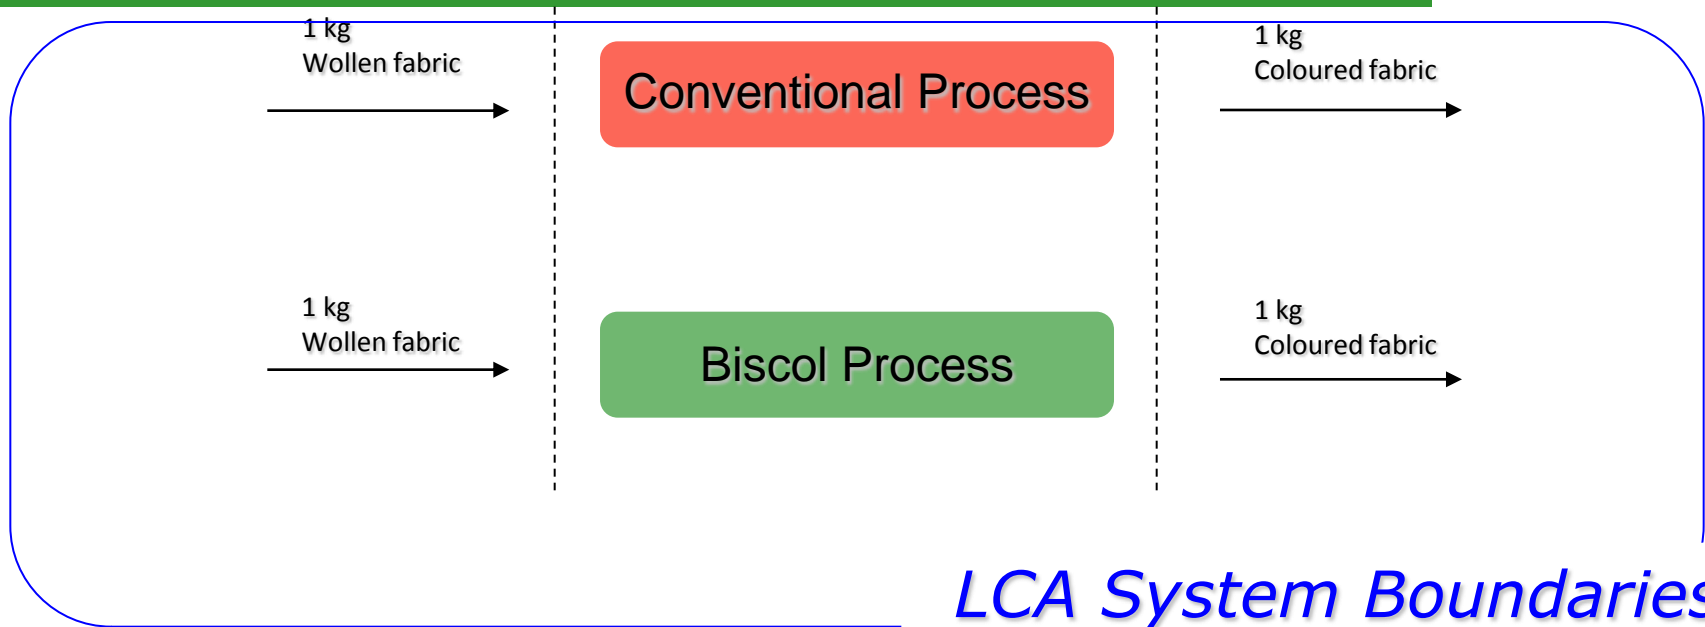 1 kg
Wollen fabric
Conventional Process
1 kg
Coloured fabric
1 kg
Wollen fabric
Biscol Process
1 kg
Coloured fabric
LCA System Boundaries